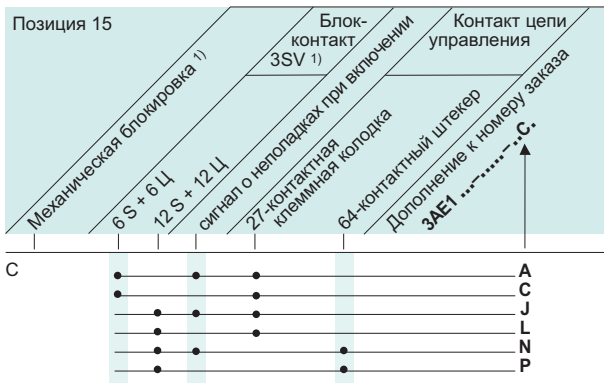 Позиция 15
Блок-
контакт
3SV 1)
Контакт цепи
управления
Механическая блокировка 1)
6 S + 6 Ц
12 S + 12 Ц
сигнал о неполадках при включении
27-контактная
клеммная колодка
64-контактный штекер
Дополнение к номеру заказа
3AE1 ....-.....-..C.
C
A
C
J
L
N
P